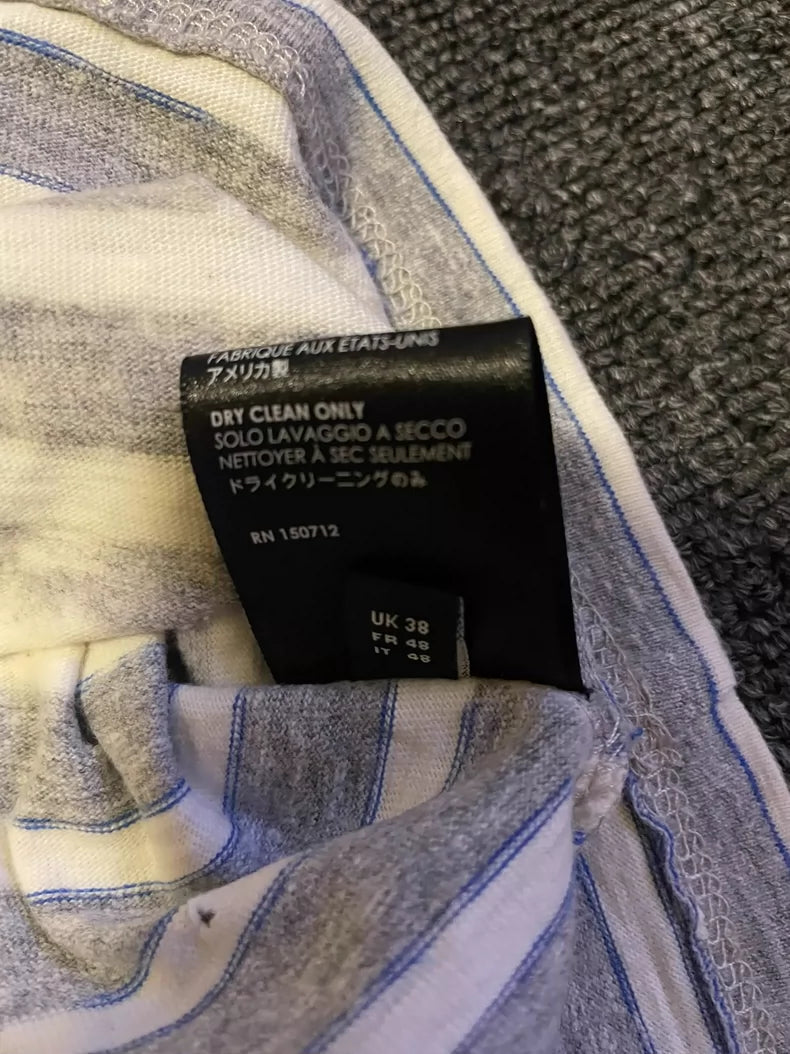 FABRIQUE AUX ETATS-UNIS
アメリカ製
DRY CLEAN ONLY
SOLO LAVAGGIO A SECCO
NETTOYER À SEC SEULEMENT
ドライクリーニングのみ
RN 150712
UK 38
FR 48
IT 48